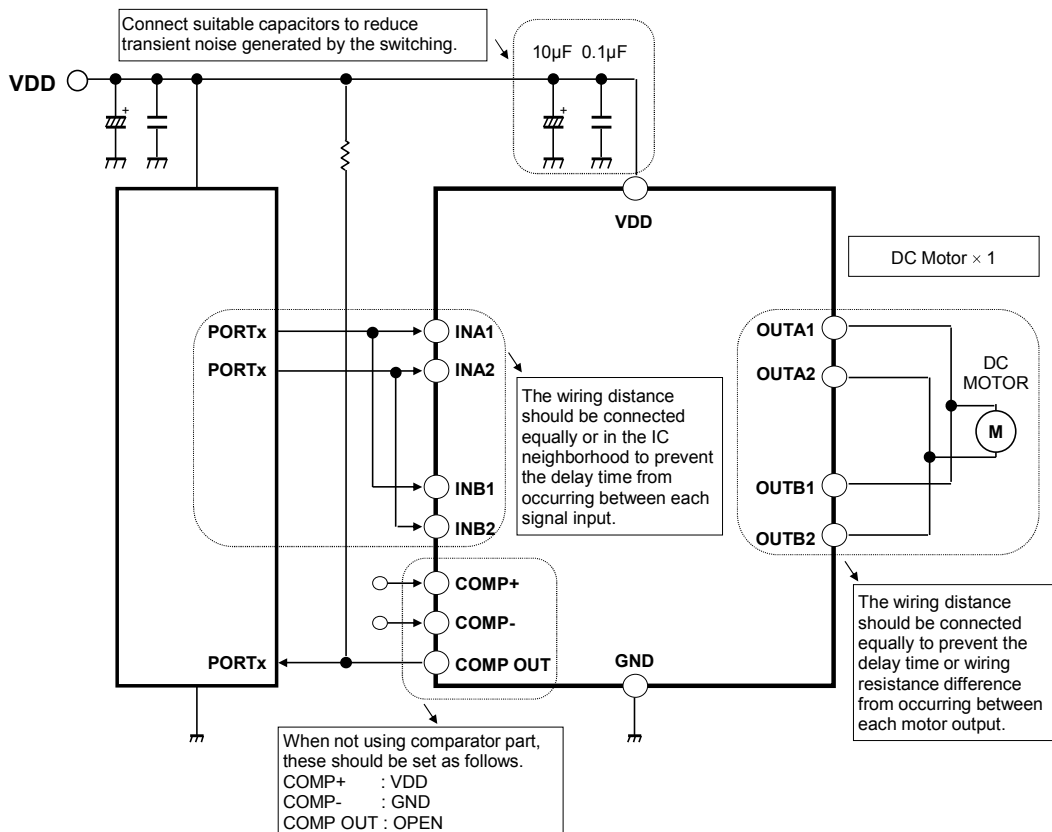 Connect suitable capacitors to reduce
transient noise generated by the switching.
10µF 0.1µF
VDD
+
+
VDD
DC Motor × 1
PORTx
INA1
OUTA1
PORTx
INA2
OUTA2
DC
MOTOR
M
The wiring distance
should be connected
equally or in the IC
neighborhood to prevent
the delay time from
occurring between each
signal input.
INB1
OUTB1
INB2
OUTB2
COMP+
COMP-
PORTx
COMP OUT
GND
The wiring distance
should be connected
equally to prevent the
delay time or wiring
resistance difference
from occurring between
each motor output.
When not using comparator part,
these should be set as follows.
COMP+ : VDD
COMP- : GND
COMP OUT : OPEN